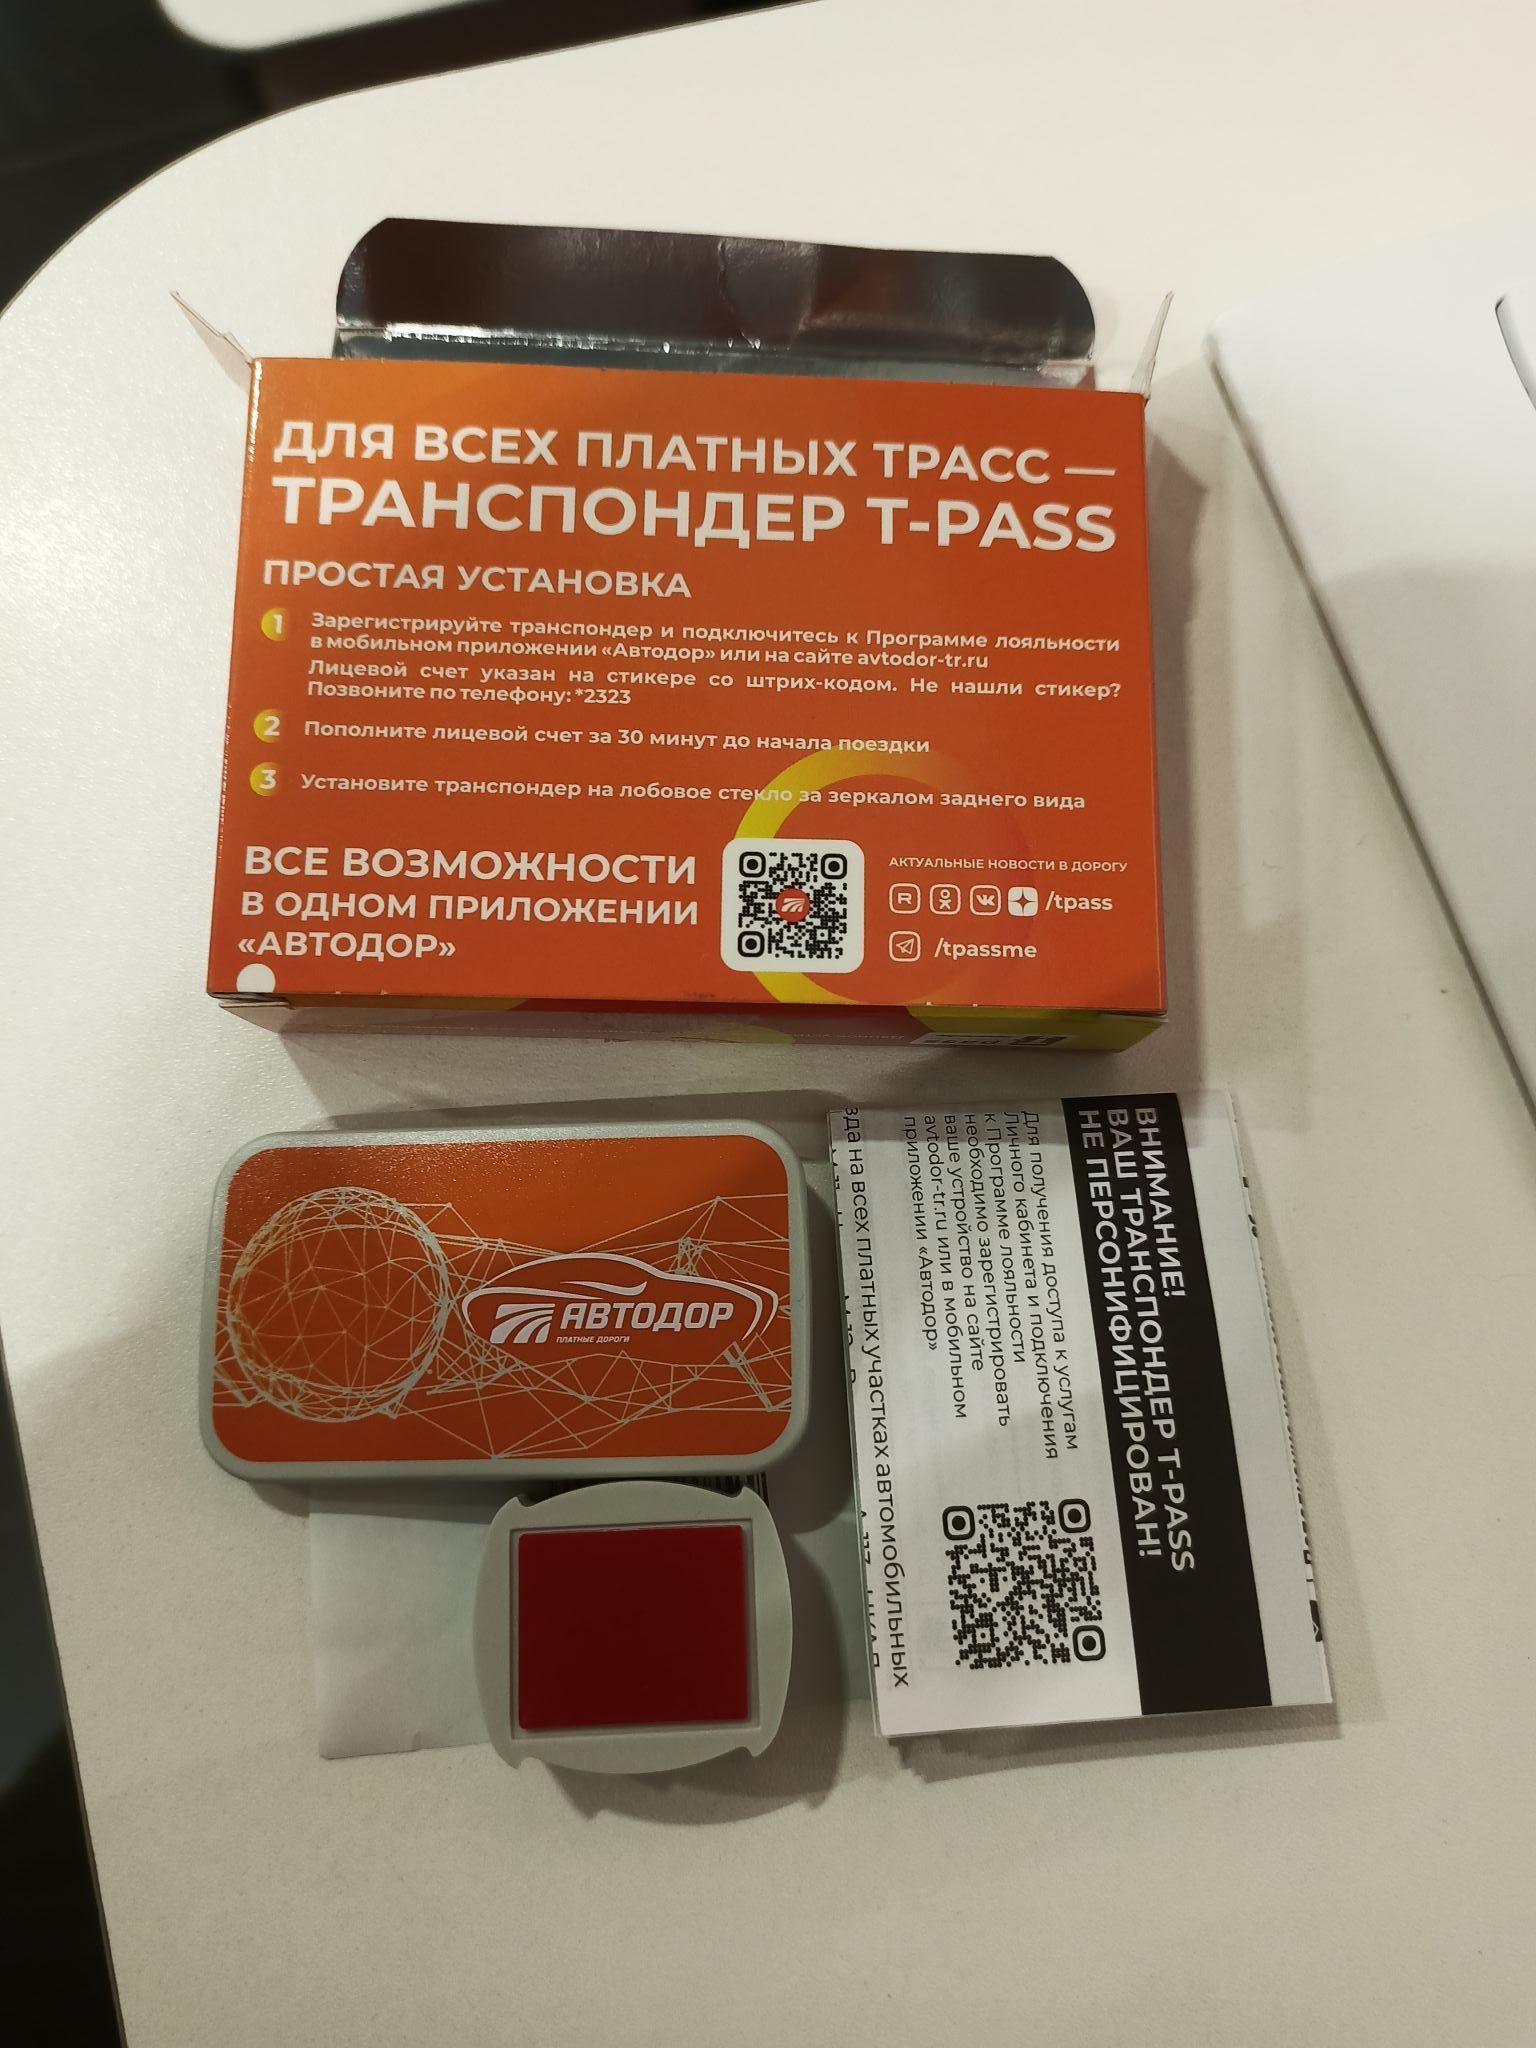 ДЛЯ ВСЕХ ПЛАТНЫХ ТРАСС —
ТРАНСПОНДЕР T-PASS
ПРОСТАЯ УСТАНОВКА
1 Зарегистрируйте транспондер и подключитесь к Программе лояльности
в мобильном приложении «Автодор» или на сайте avtodor-tr.ru
Лицевой счет указан на стикере со штрих-кодом. Не нашли стикер?
Позвоните по телефону: *2323
2 Пополните лицевой счет за 30 минут до начала поездки
3 Установите транспондер на лобовое стекло за зеркалом заднего вида
ВСЕ ВОЗМОЖНОСТИ
В ОДНОМ ПРИЛОЖЕНИИ
«АВТОДОР»
АКТУАЛЬНЫЕ НОВОСТИ В ДОРОГУ
/tpass
/tpassme
АВТОДОР
ПЛАТНЫЕ ДОРОГИ
ВНИМАНИЕ!
ВАШ ТРАНСПОНДЕР T-PASS
НЕ ПЕРСОНИФИЦИРОВАН!
Для получения доступа к услугам
Личного кабинета и подключения
к Программе лояльности
необходимо зарегистрировать
ваше устройство на сайте
avtodor-tr.ru или в мобильном
приложении «Автодор»
зда на всех платных участках автомобильных